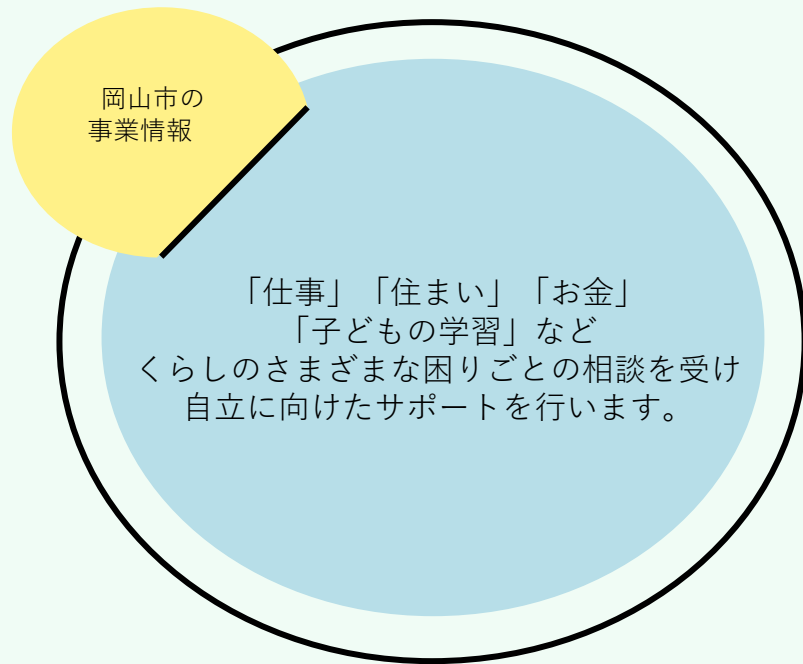 岡山市の
事業情報
「仕事」「住まい」「お金」
「子どもの学習」など
くらしのさまざまな困りごとの相談を受け
自立に向けたサポートを行います。